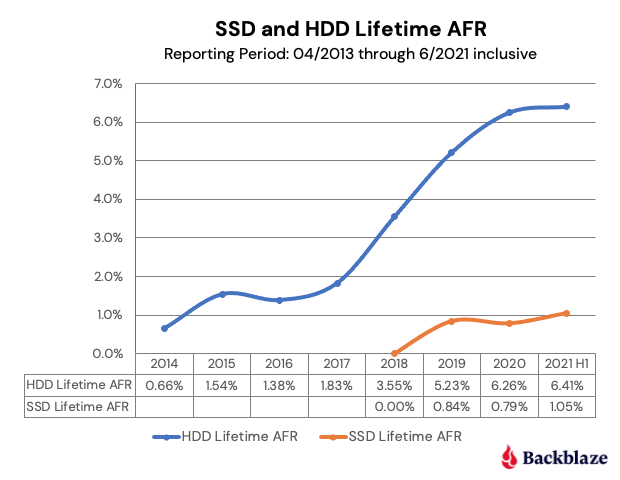 SSD and HDD Lifetime AFR
Reporting Period: 04/2013 through 6/2021 inclusive
7.0%
6.0%
5.0%
4.0%
3.0%
2.0%
1.0%
0.0%
2014 2015 2016 2017 2018 2019 2020 2021 H1
HDD Lifetime AFR 0.66% 1.54% 1.38% 1.83% 3.55% 5.23% 6.26% 6.41%
SSD Lifetime AFR 0.00% 0.84% 0.79% 1.05%
HDD Lifetime AFR SSD Lifetime AFR
Backblaze